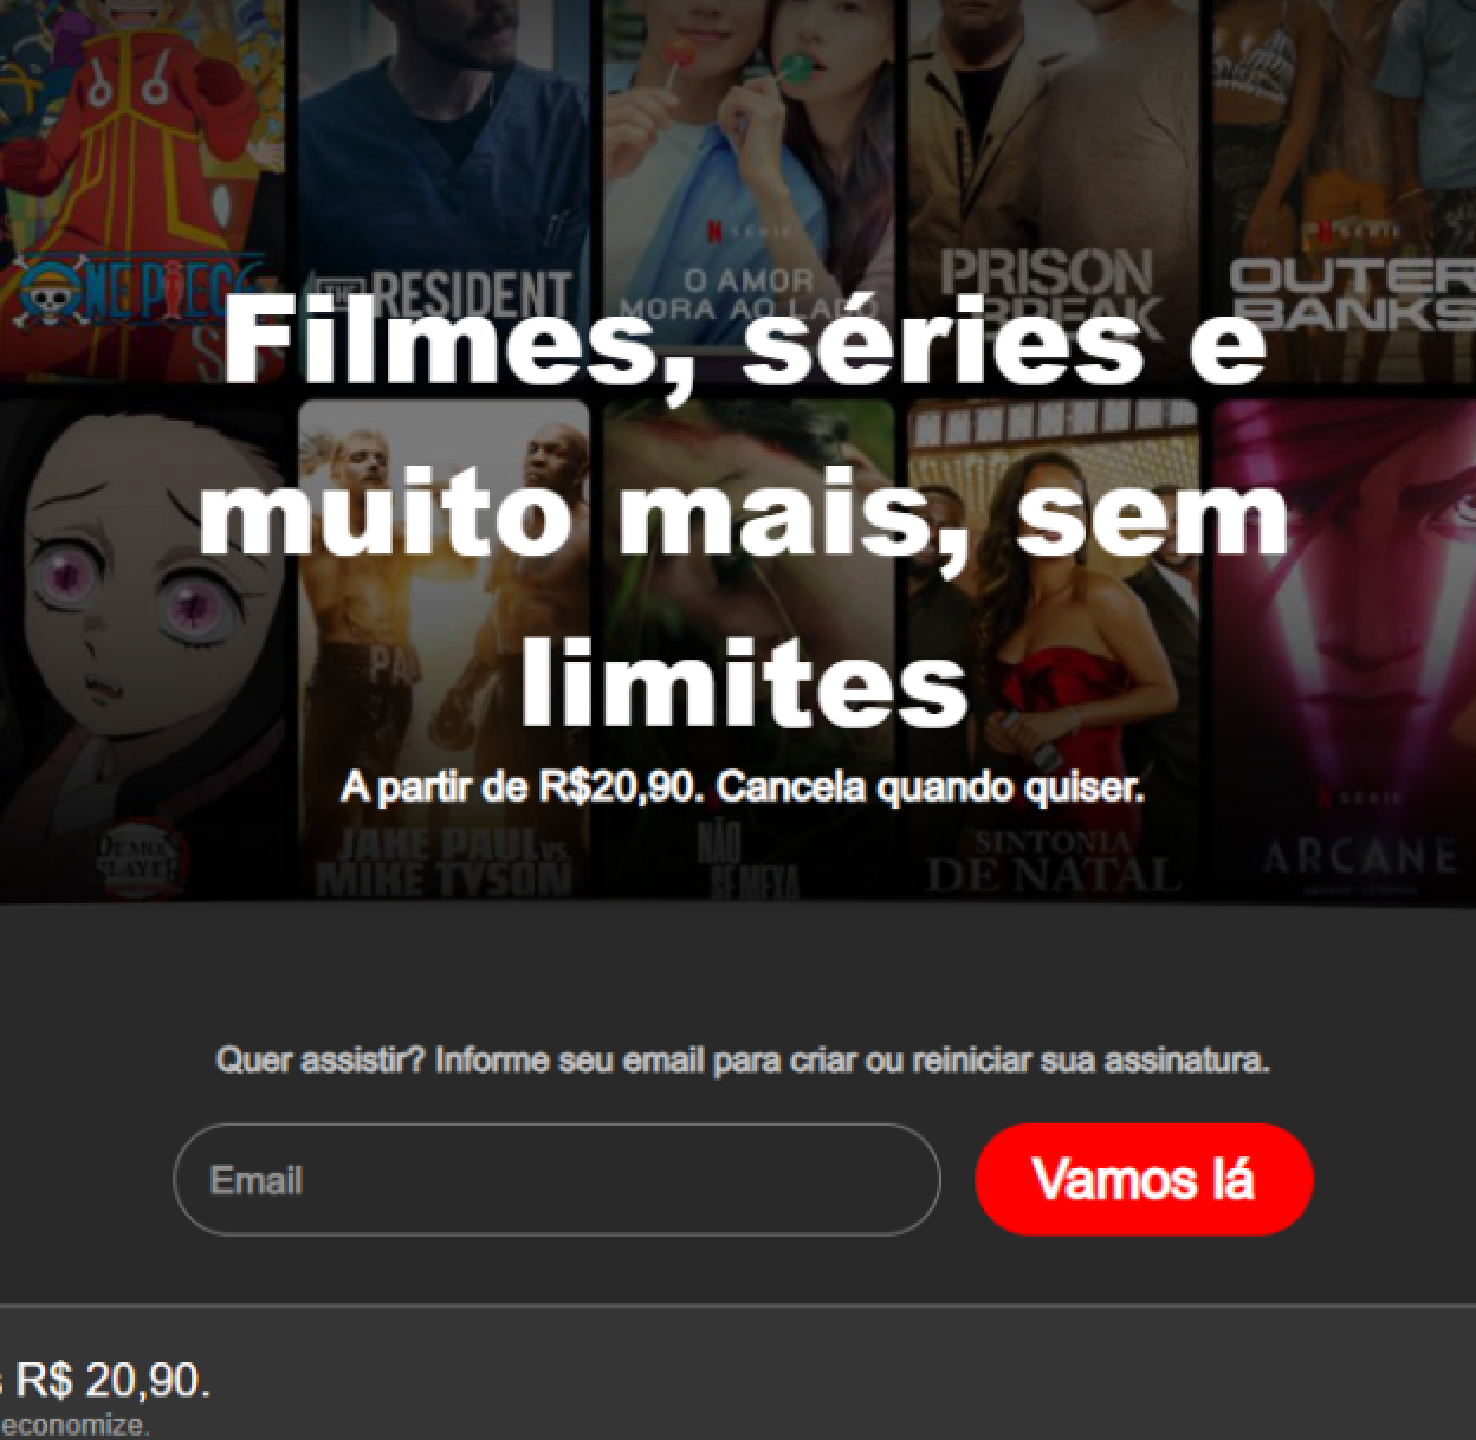 ONE PIECE
THE RESIDENT
N SÉRIE
O AMOR
MORA AO LADO
PRISON
BREAK
N SÉRIE
OUTER
BANKS
Filmes, séries e
muito mais, sem
limites
A partir de R$20,90. Cancela quando quiser.
DEMON
SLAYER
JAKE PAUL VS.
MIKE TYSON
NÃO
SE MEXA
SINTONIA
DE NATAL
N SÉRIE
ARCANE
Quer assistir? Informe seu email para criar ou reiniciar sua assinatura.
Email
Vamos lá
R$ 20,90.
economize.